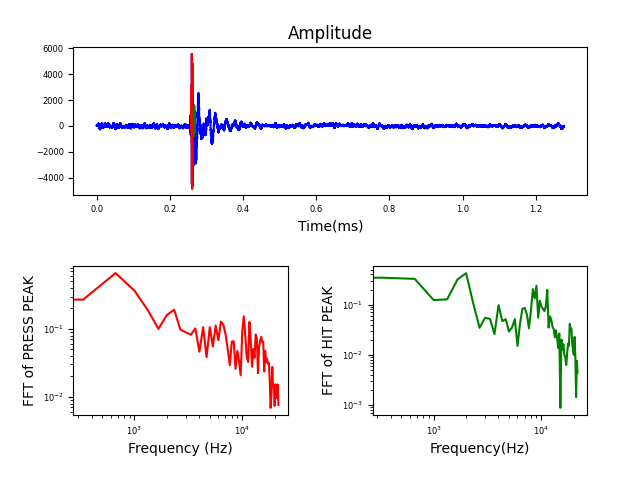 Amplitude
6000
4000
2000
0
−2000
−4000
0.0 0.2 0.4 0.6 0.8 1.0 1.2
Time(ms)
FFT of PRESS PEAK
10⁻¹
10⁻²
10³ 10⁴
Frequency (Hz)
FFT of HIT PEAK
10⁻¹
10⁻²
10⁻³
10³ 10⁴
Frequency(Hz)